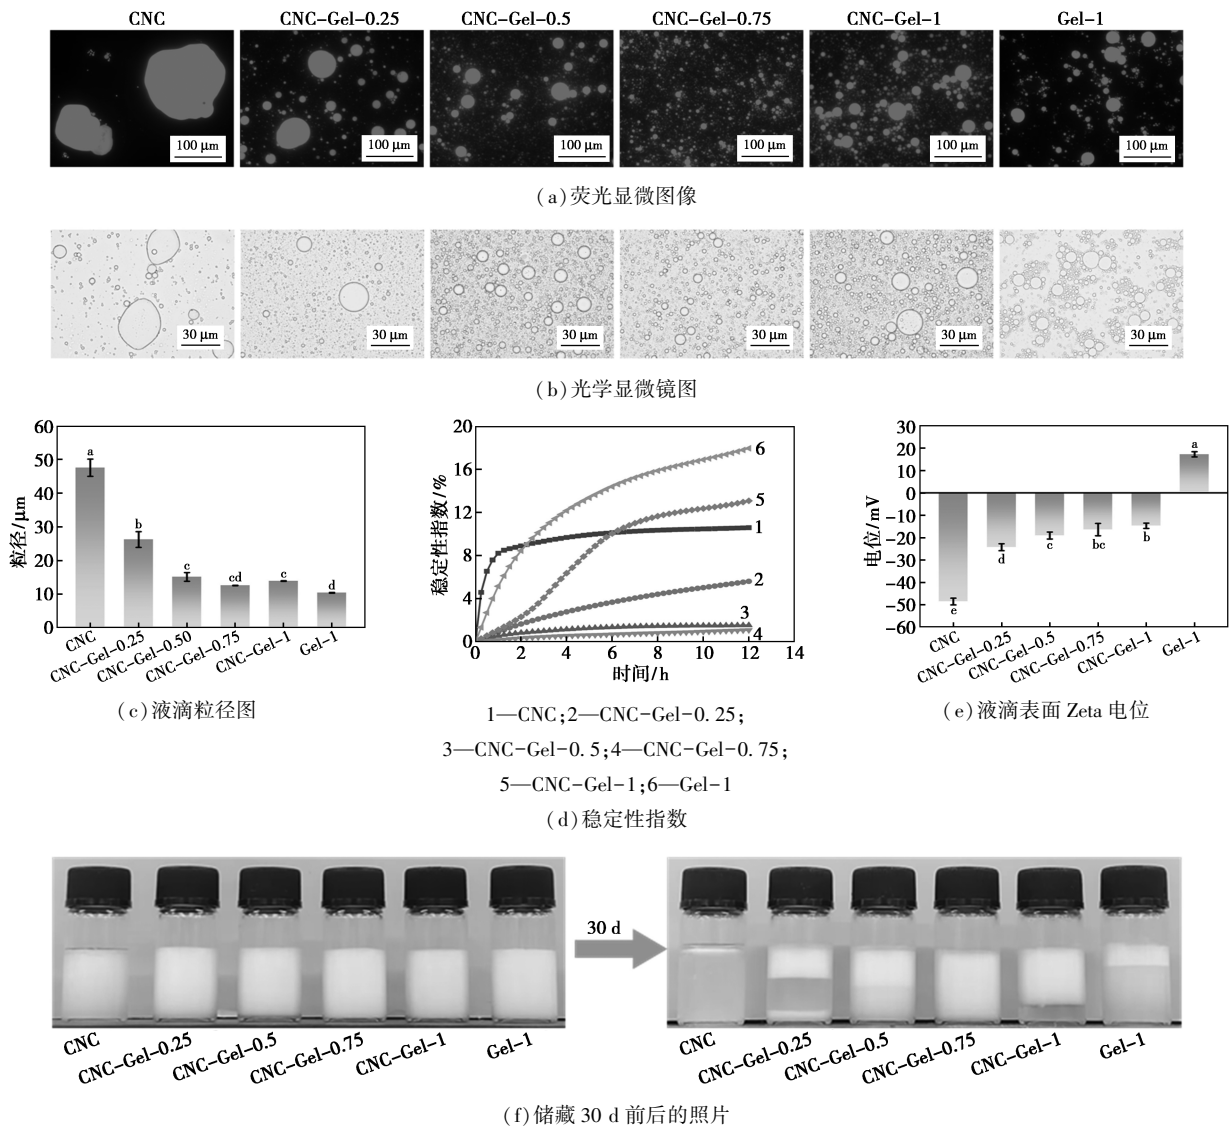 CNC CNC-Gel-0.25 CNC-Gel-0.5 CNC-Gel-0.75 CNC-Gel-1 Gel-1
100 μm 100 μm 100 μm 100 μm 100 μm 100 μm
(a)荧光显微图像
30 μm 30 μm 30 μm 30 μm 30 μm 30 μm
(b)光学显微镜图
粒径/μm
60
50
40
30
20
10
0
a
b
c
cd
c
d
CNC CNC-Gel-0.25 CNC-Gel-0.50 CNC-Gel-0.75 CNC-Gel-1 Gel-1
(c)液滴粒径图
稳定性指数/%
20
16
12
8
4
0
6
5
1
2
3
4
0 2 4 6 8 10 12 14
时间/h
1—CNC;2—CNC-Gel-0.25;
3—CNC-Gel-0.5;4—CNC-Gel-0.75;
5—CNC-Gel-1;6—Gel-1
(d)稳定性指数
电位/mV
30
20
10
0
-10
-20
-30
-40
-50
-60
e
d
c
bc
b
a
CNC CNC-Gel-0.25 CNC-Gel-0.5 CNC-Gel-0.75 CNC-Gel-1 Gel-1
(e)液滴表面 Zeta 电位
30 d
CNC CNC-Gel-0.25 CNC-Gel-0.5 CNC-Gel-0.75 CNC-Gel-1 Gel-1
CNC CNC-Gel-0.25 CNC-Gel-0.5 CNC-Gel-0.75 CNC-Gel-1 Gel-1
(f)储藏 30 d 前后的照片